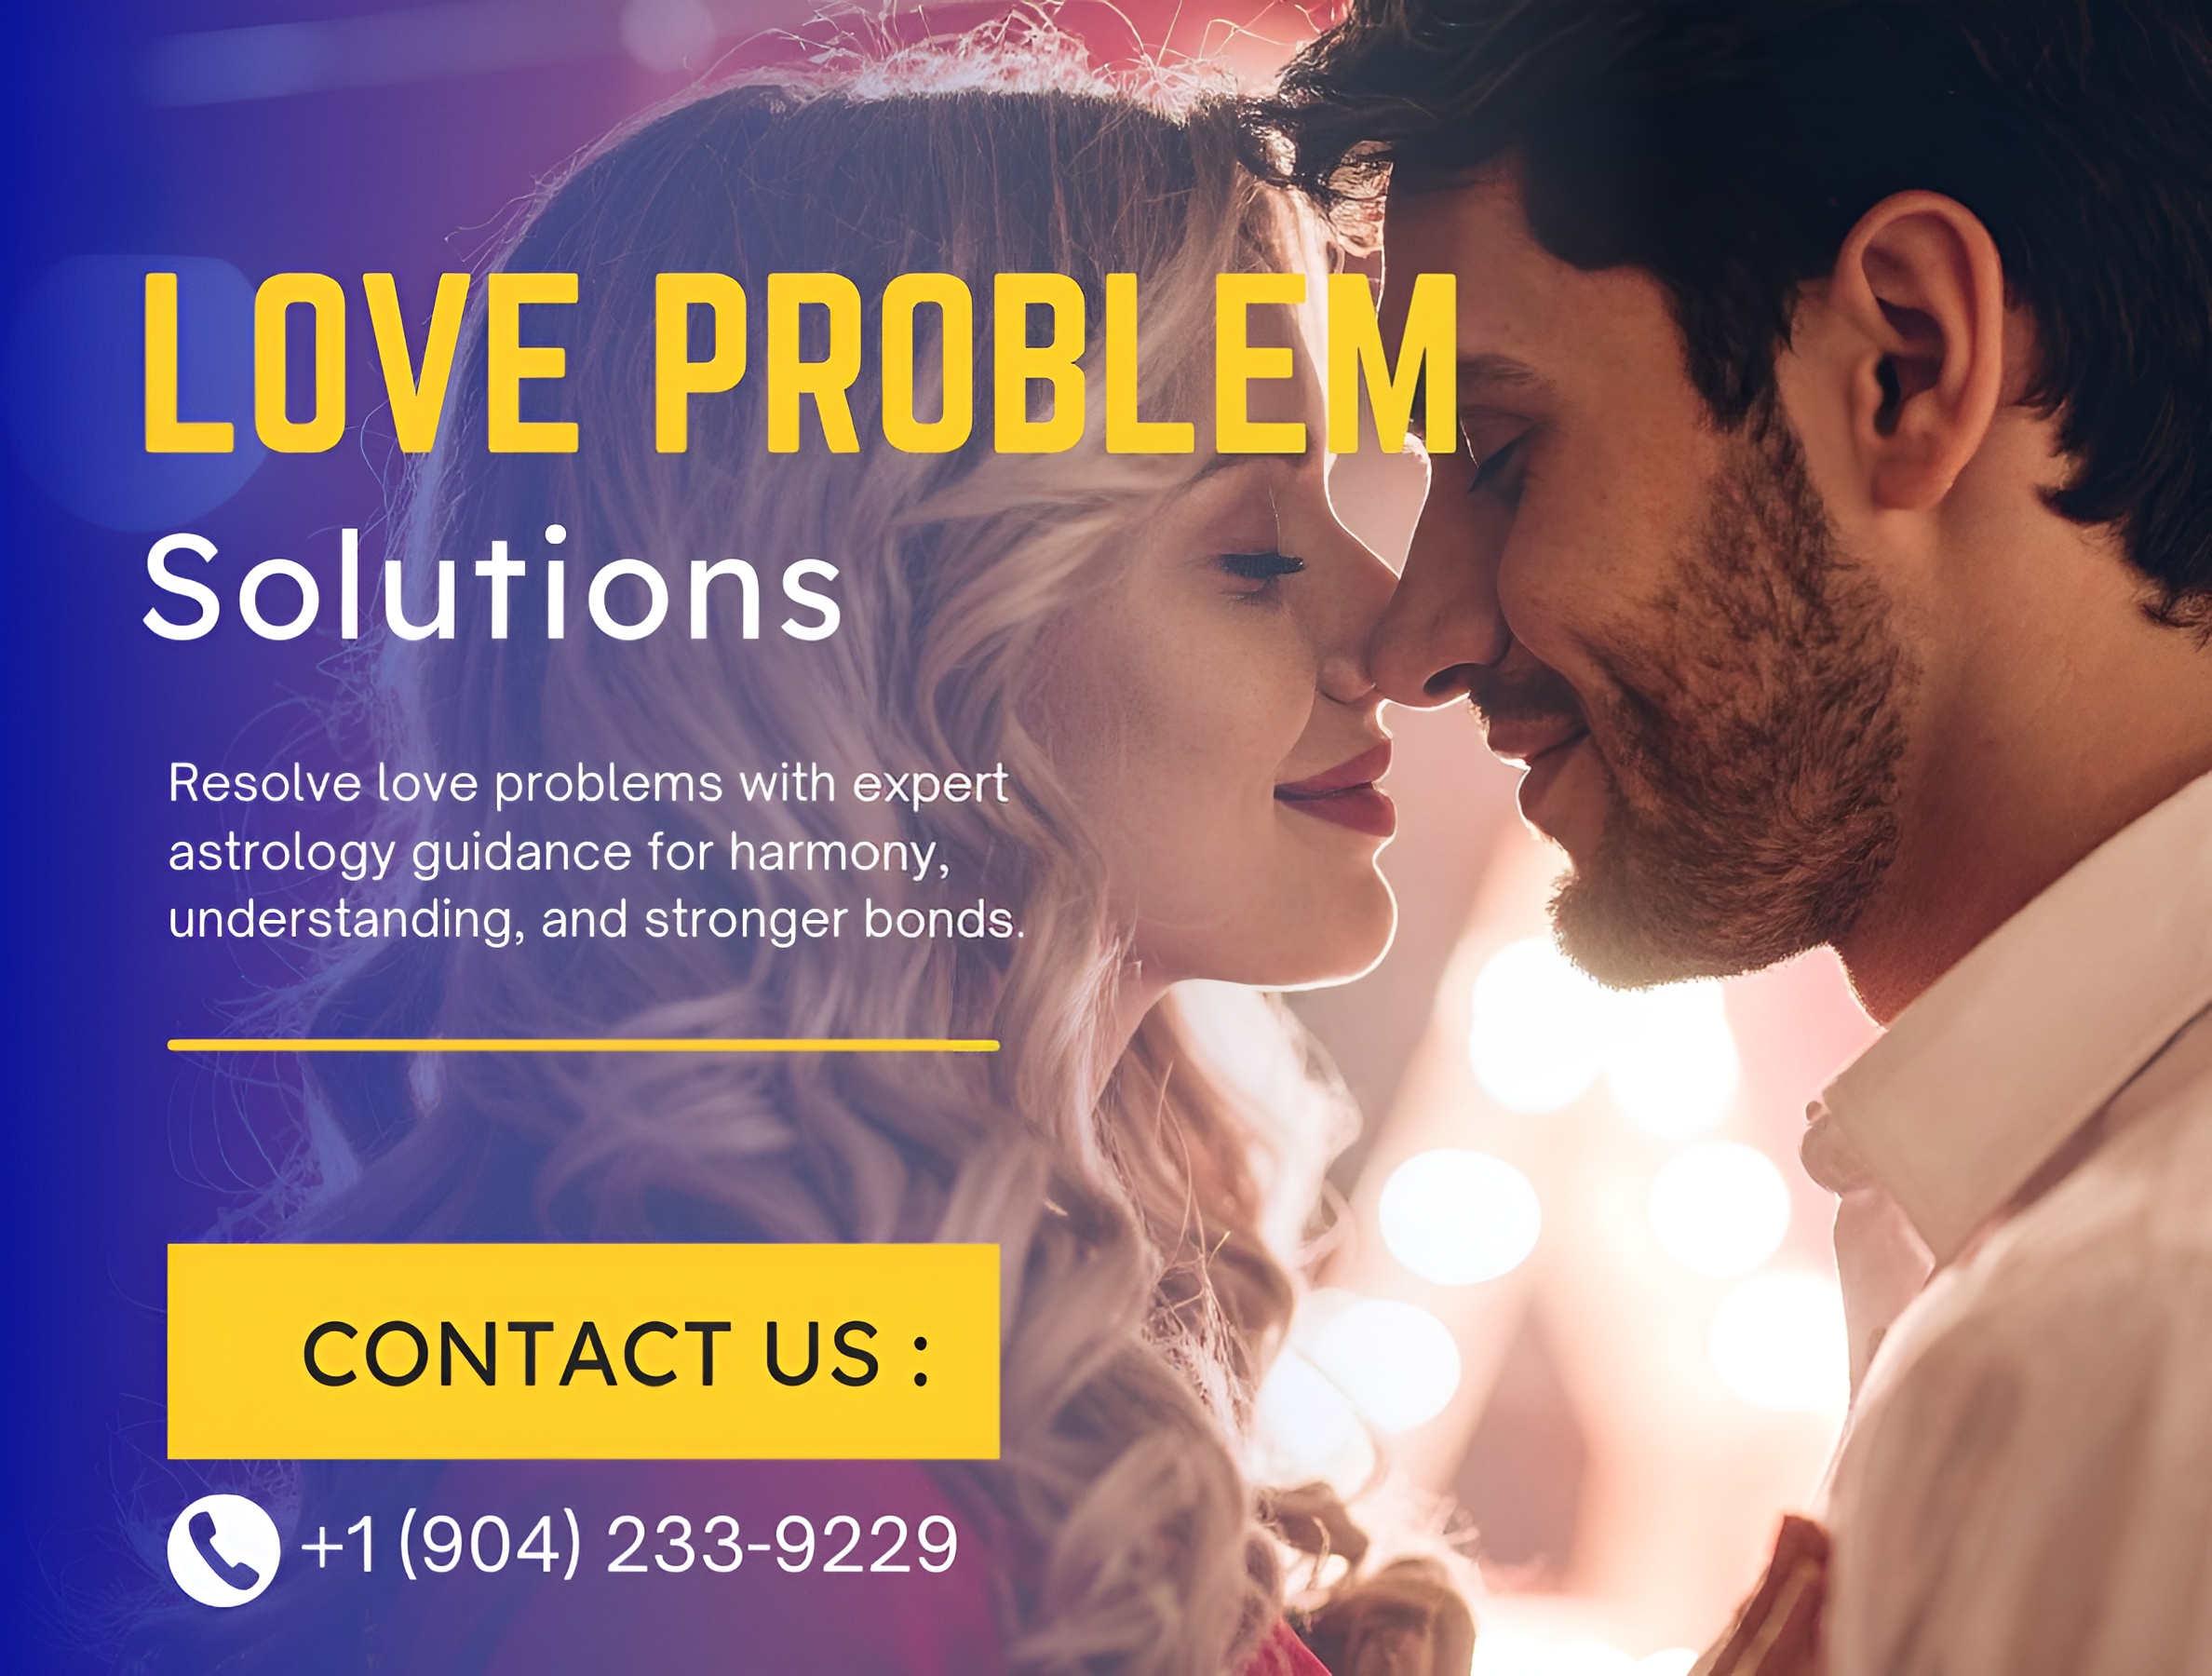 LOVE PROBLEM
Solutions
Resolve love problems with expert
astrology guidance for harmony,
understanding, and stronger bonds.
CONTACT US :
+1 (904) 233-9229